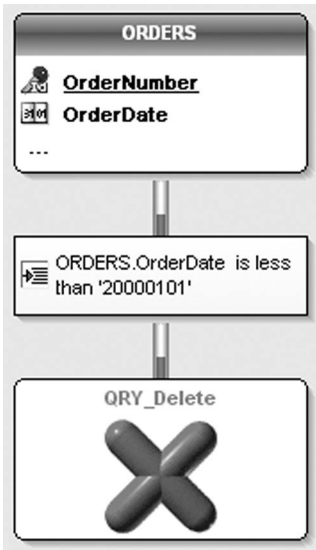 ORDERS
OrderNumber
OrderDate
...
ORDERS.OrderDate is less
than '20000101'
QRY_Delete